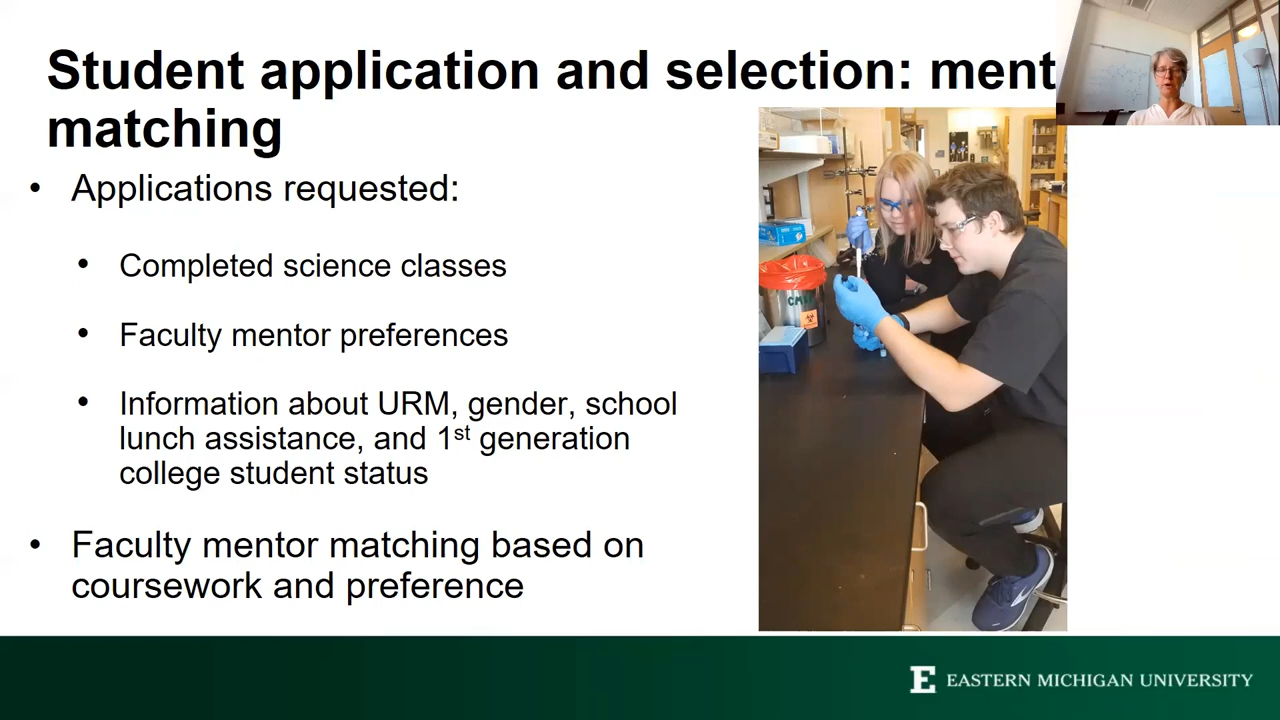 Student application and selection: ment
matching
• Applications requested:
• Completed science classes
• Faculty mentor preferences
• Information about URM, gender, school
lunch assistance, and 1st generation
college student status
• Faculty mentor matching based on
coursework and preference
E EASTERN MICHIGAN UNIVERSITY